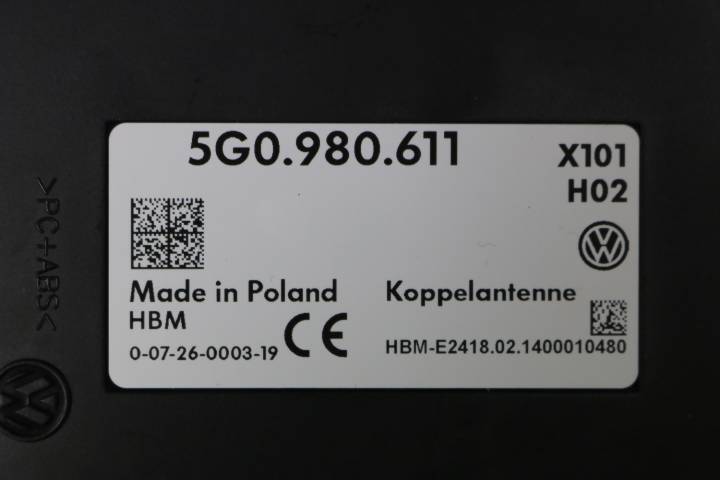 5G0.980.611
X101
H02
Made in Poland
HBM
0-07-26-0003-19
CE
Koppelantenne
HBM-E2418.02.1400010480
>PC+ABS<